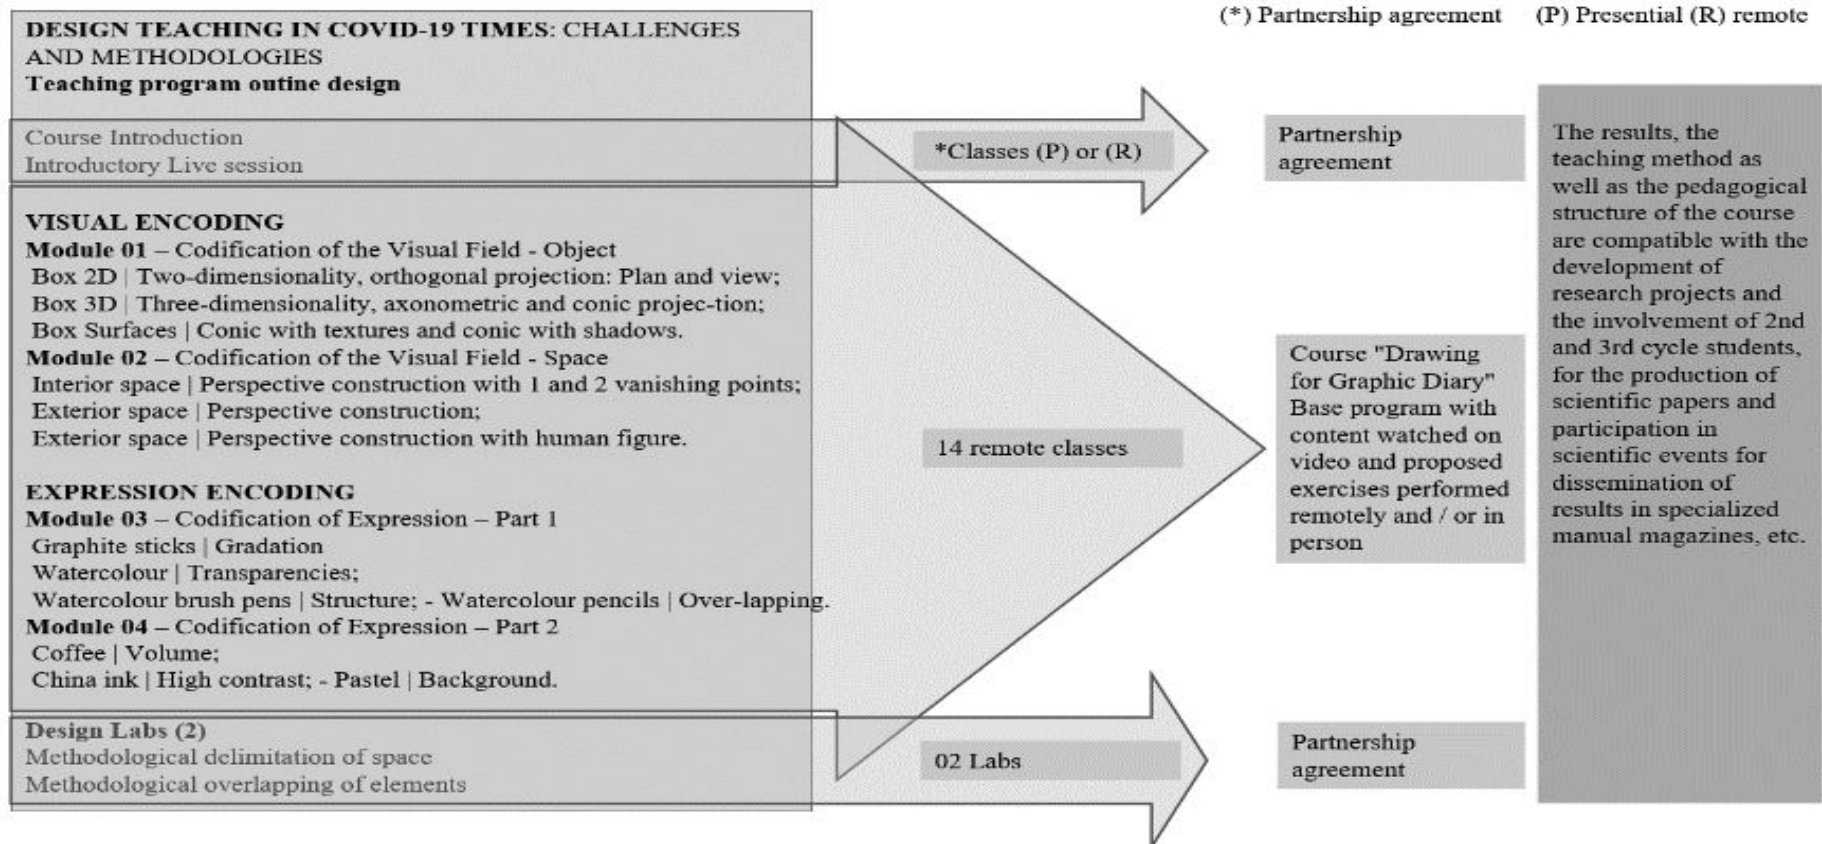 (*) Partnership agreement (P) Presential (R) remote
DESIGN TEACHING IN COVID-19 TIMES: CHALLENGES
AND METHODOLOGIES
Teaching program outine design
Course Introduction
Introductory Live session
VISUAL ENCODING
Module 01 – Codification of the Visual Field - Object
Box 2D | Two-dimensionality, orthogonal projection: Plan and view;
Box 3D | Three-dimensionality, axonometric and conic projec-tion;
Box Surfaces | Conic with textures and conic with shadows.
Module 02 – Codification of the Visual Field - Space
Interior space | Perspective construction with 1 and 2 vanishing points;
Exterior space | Perspective construction;
Exterior space | Perspective construction with human figure.
EXPRESSION ENCODING
Module 03 – Codification of Expression – Part 1
Graphite sticks | Gradation
Watercolour | Transparencies;
Watercolour brush pens | Structure; - Watercolour pencils | Over-lapping.
Module 04 – Codification of Expression – Part 2
Coffee | Volume;
China ink | High contrast; - Pastel | Background.
Design Labs (2)
Methodological delimitation of space
Methodological overlapping of elements
*Classes (P) or (R)
14 remote classes
02 Labs
Partnership
agreement
Course "Drawing
for Graphic Diary"
Base program with
content watched on
video and proposed
exercises performed
remotely and / or in
person
Partnership
agreement
The results, the
teaching method as
well as the pedagogical
structure of the course
are compatible with the
development of
research projects and
the involvement of 2nd
and 3rd cycle students,
for the production of
scientific papers and
participation in
scientific events for
dissemination of
results in specialized
manual magazines, etc.